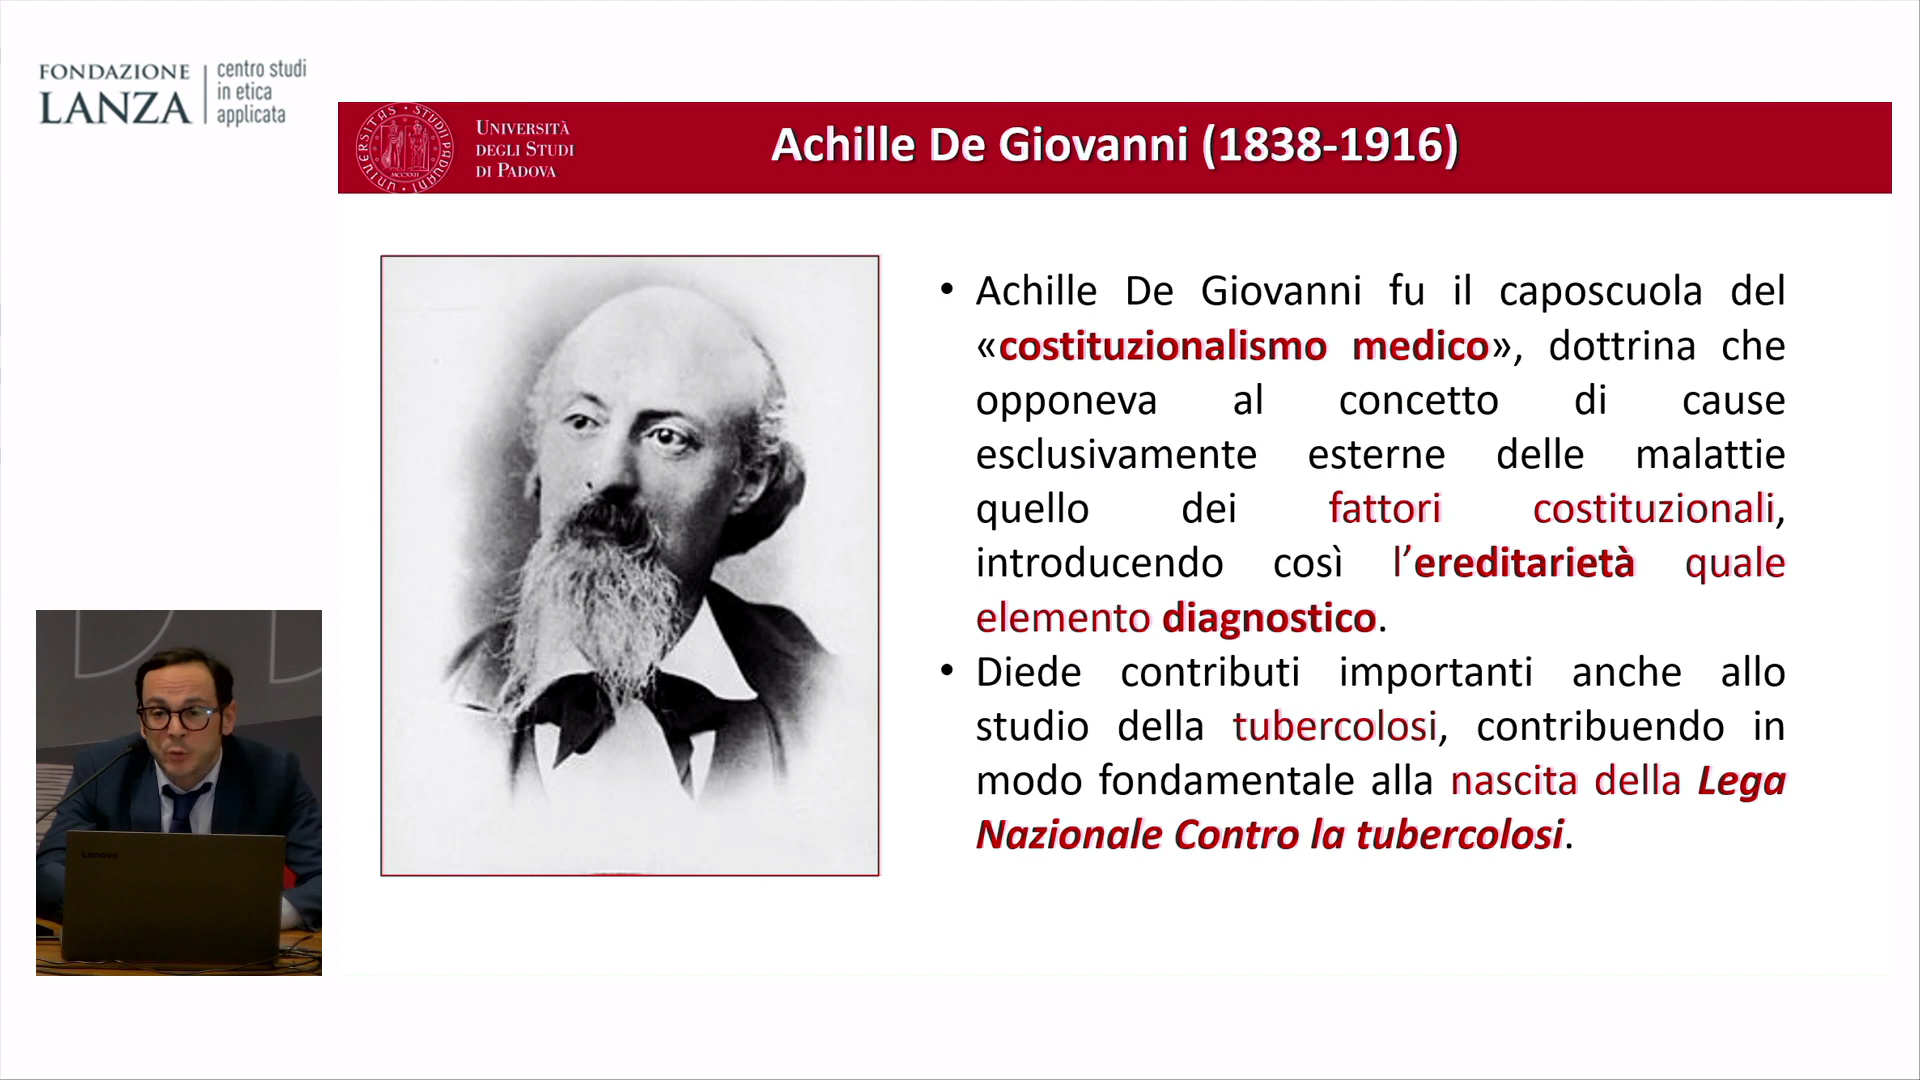 FONDAZIONE
LANZA
centro studi
in etica
applicata
UNIVERSITÀ
DEGLI STUDI
DI PADOVA
Achille De Giovanni (1838-1916)
• Achille De Giovanni fu il caposcuola del
«costituzionalismo medico», dottrina che
opponeva al concetto di cause
esclusivamente esterne delle malattie
quello dei fattori costituzionali,
introducendo così l’ereditarietà quale
elemento diagnostico.
• Diede contributi importanti anche allo
studio della tubercolosi, contribuendo in
modo fondamentale alla nascita della Lega
Nazionale Contro la tubercolosi.
Lenovo